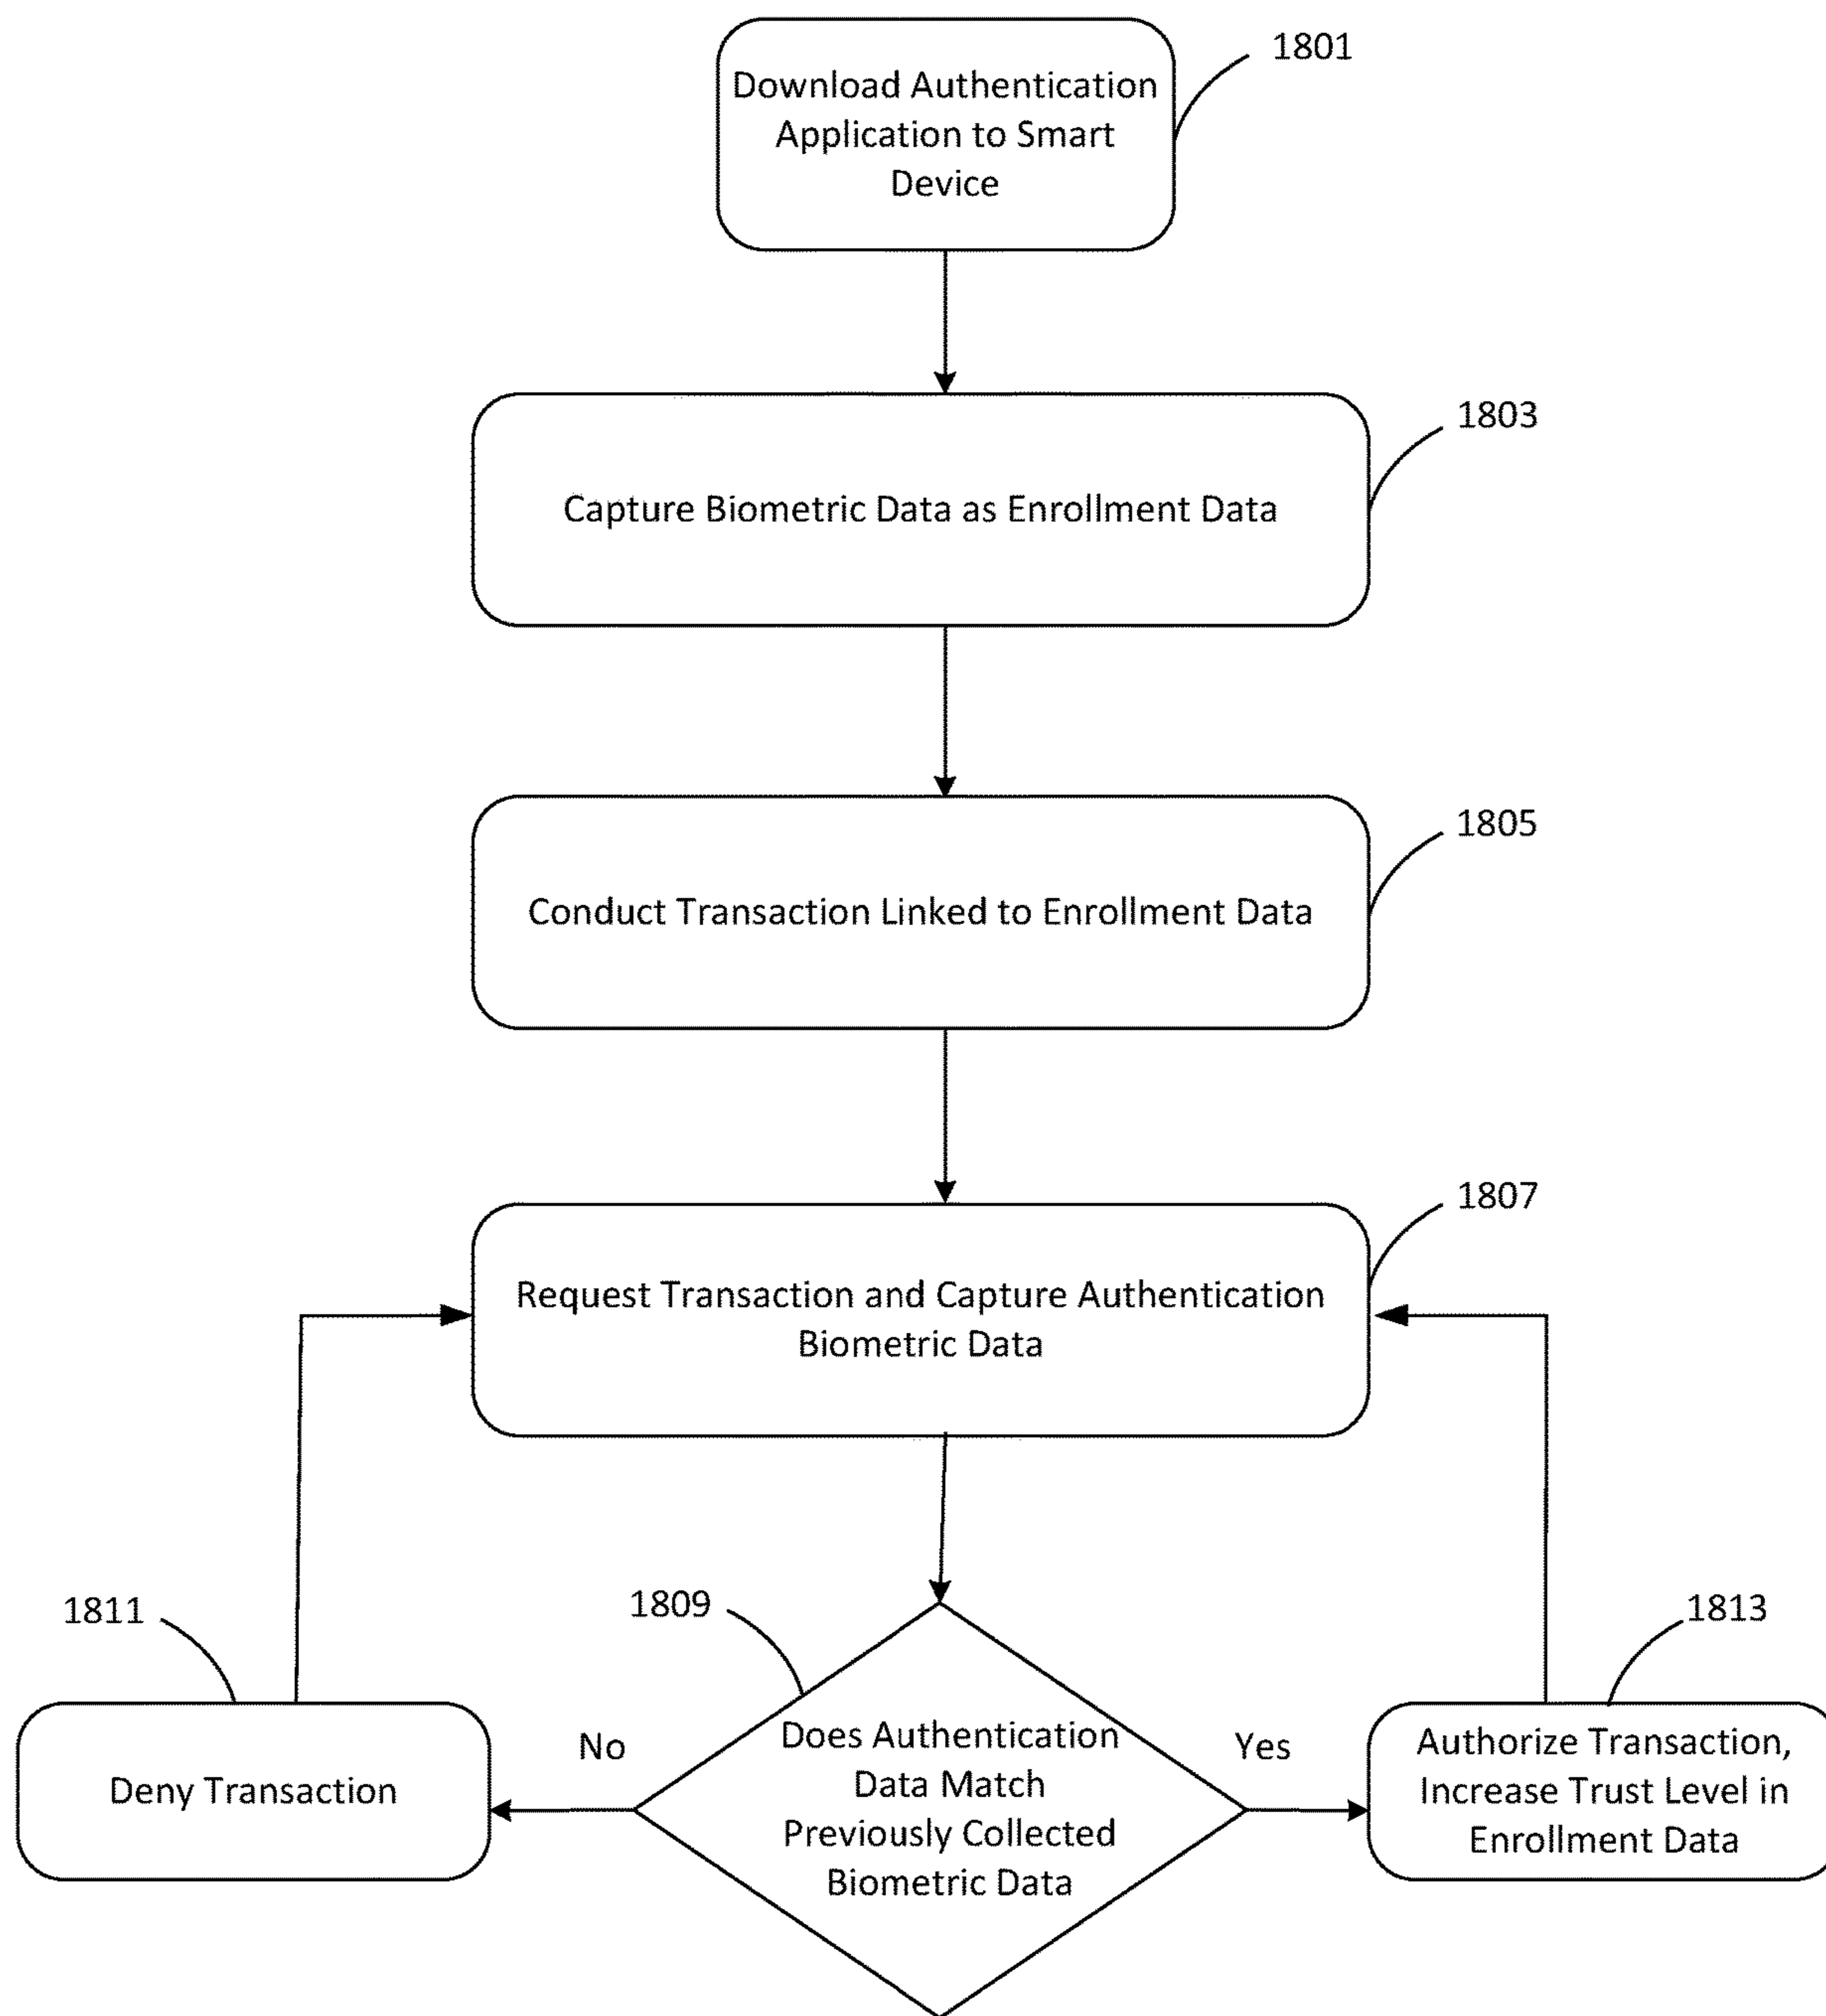 1801
Download Authentication
Application to Smart
Device
1803
Capture Biometric Data as Enrollment Data
1805
Conduct Transaction Linked to Enrollment Data
1807
Request Transaction and Capture Authentication
Biometric Data
1811
1809
1813
No
Does Authentication
Data Match
Previously Collected
Biometric Data
Yes
Deny Transaction
Authorize Transaction,
Increase Trust Level in
Enrollment Data